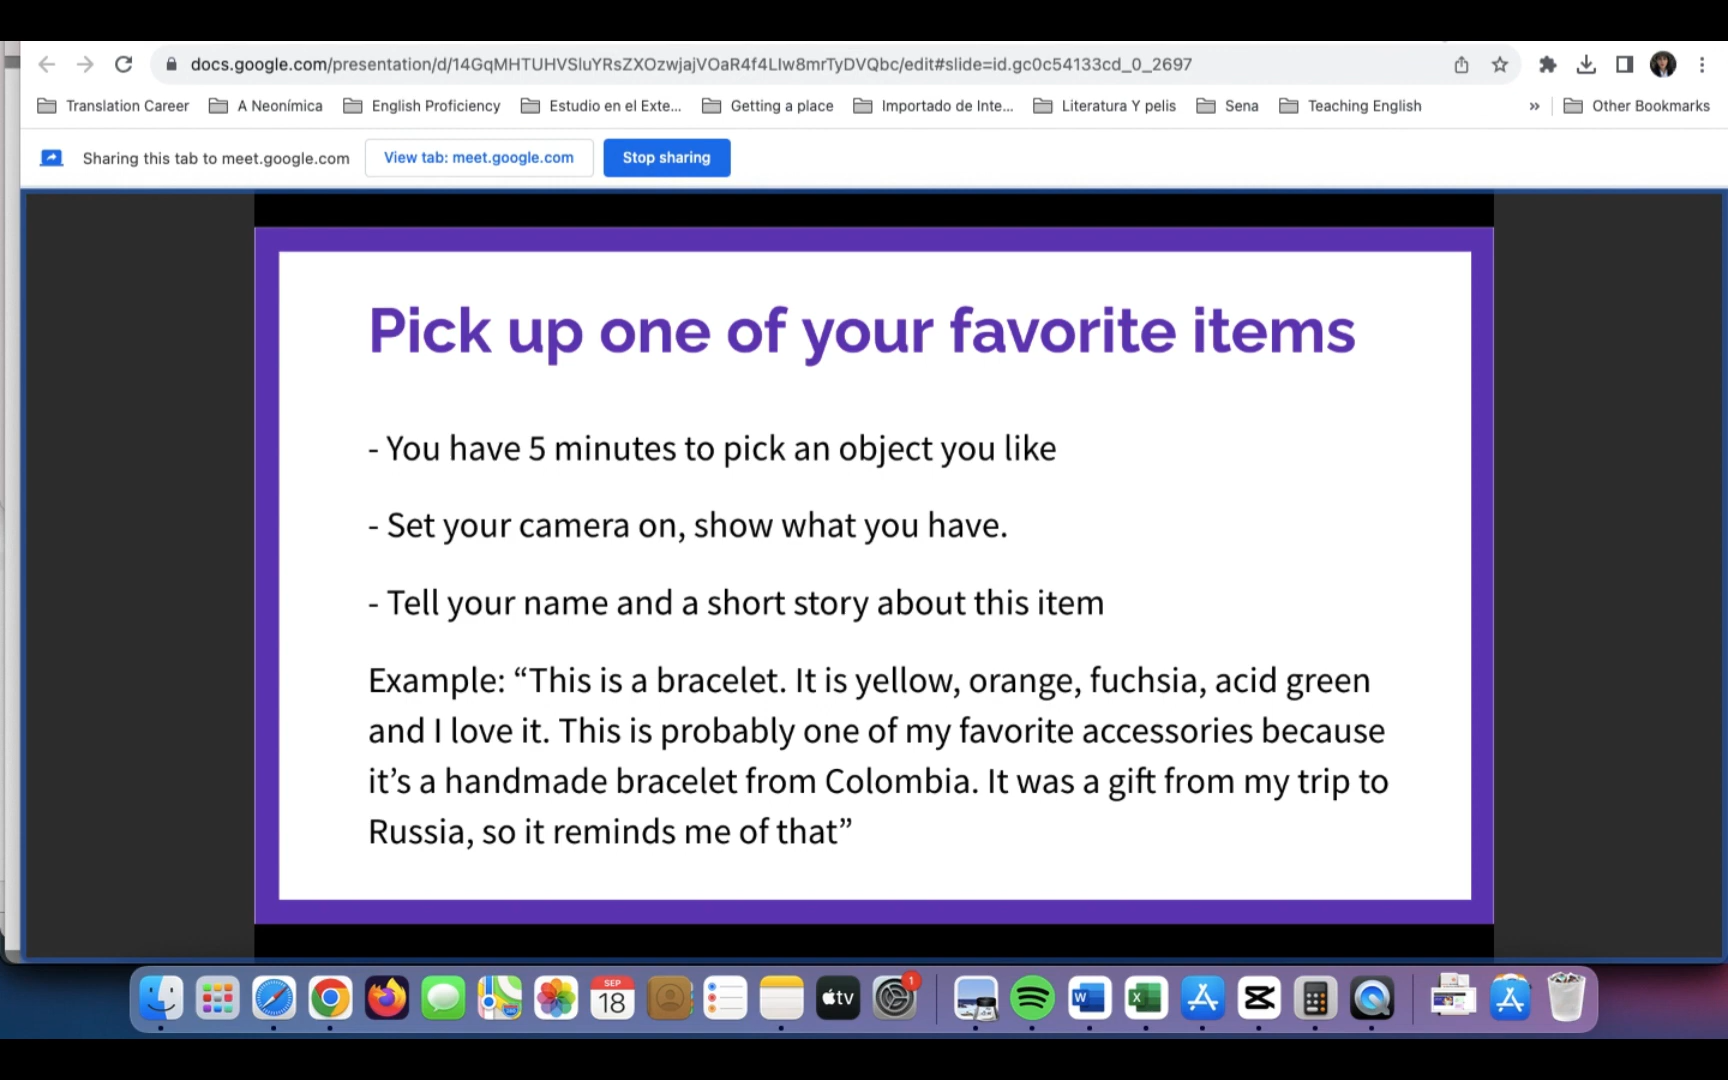 docs.google.com/presentation/d/14GqMHTUHVSluYRsZXOzwjajVOaR4f4LIw8mrTyDVQbc/edit#slide=id.gc0c54133cd_0_2697
Translation Career A Neonímica English Proficiency Estudio en el Exte... Getting a place Importado de Inte... Literatura Y pelis Sena Teaching English » Other Bookmarks
Sharing this tab to meet.google.com View tab: meet.google.com Stop sharing
Pick up one of your favorite items
- You have 5 minutes to pick an object you like
- Set your camera on, show what you have.
- Tell your name and a short story about this item
Example: “This is a bracelet. It is yellow, orange, fuchsia, acid green
and I love it. This is probably one of my favorite accessories because
it’s a handmade bracelet from Colombia. It was a gift from my trip to
Russia, so it reminds me of that”
SEP
18
tv
1
W
X